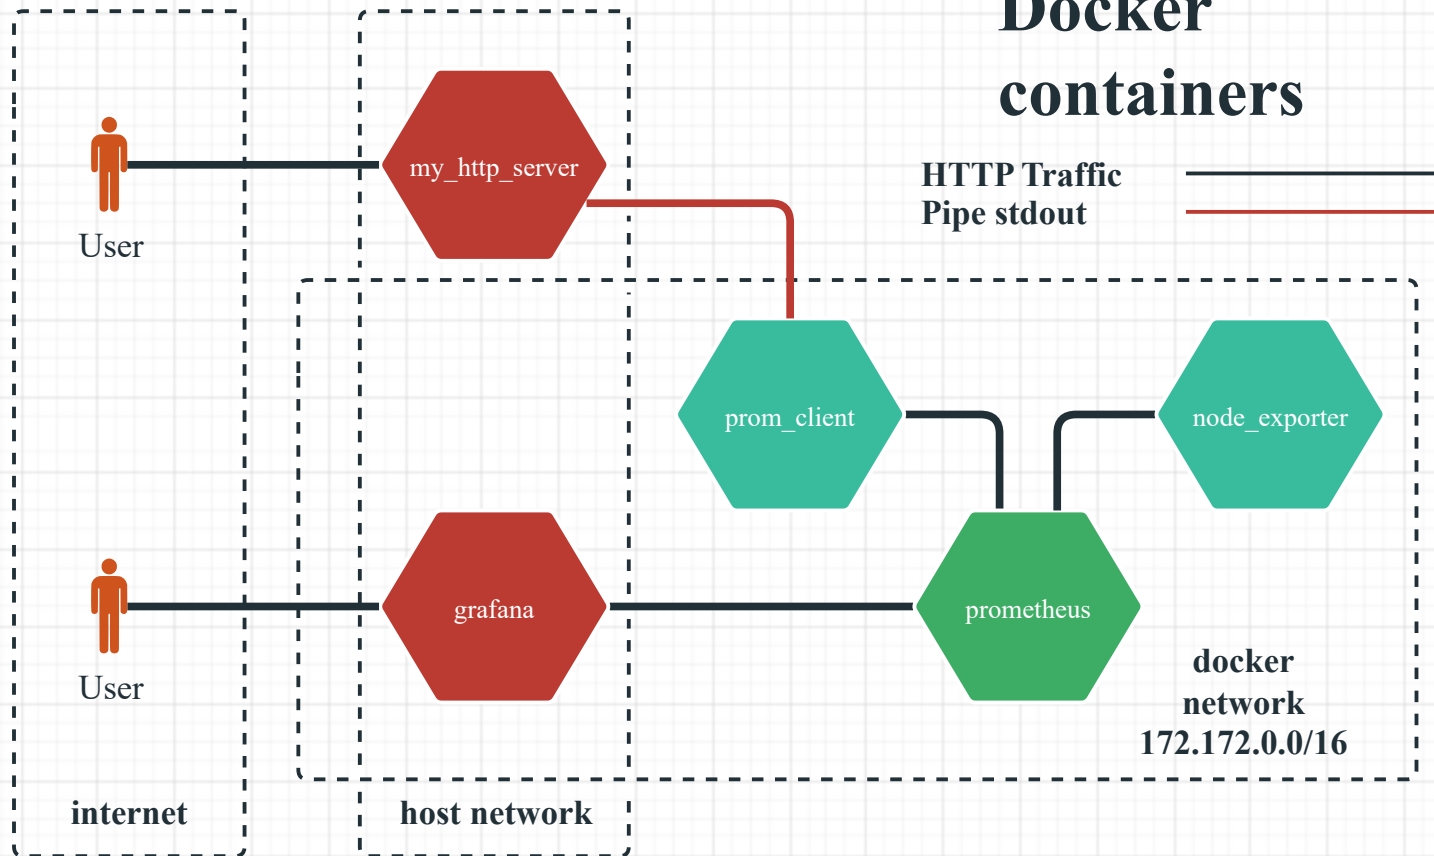 Docker
containers
HTTP Traffic
Pipe stdout
my_http_server
User
prom_client
node_exporter
grafana
prometheus
User
docker
network
172.172.0.0/16
internet
host network